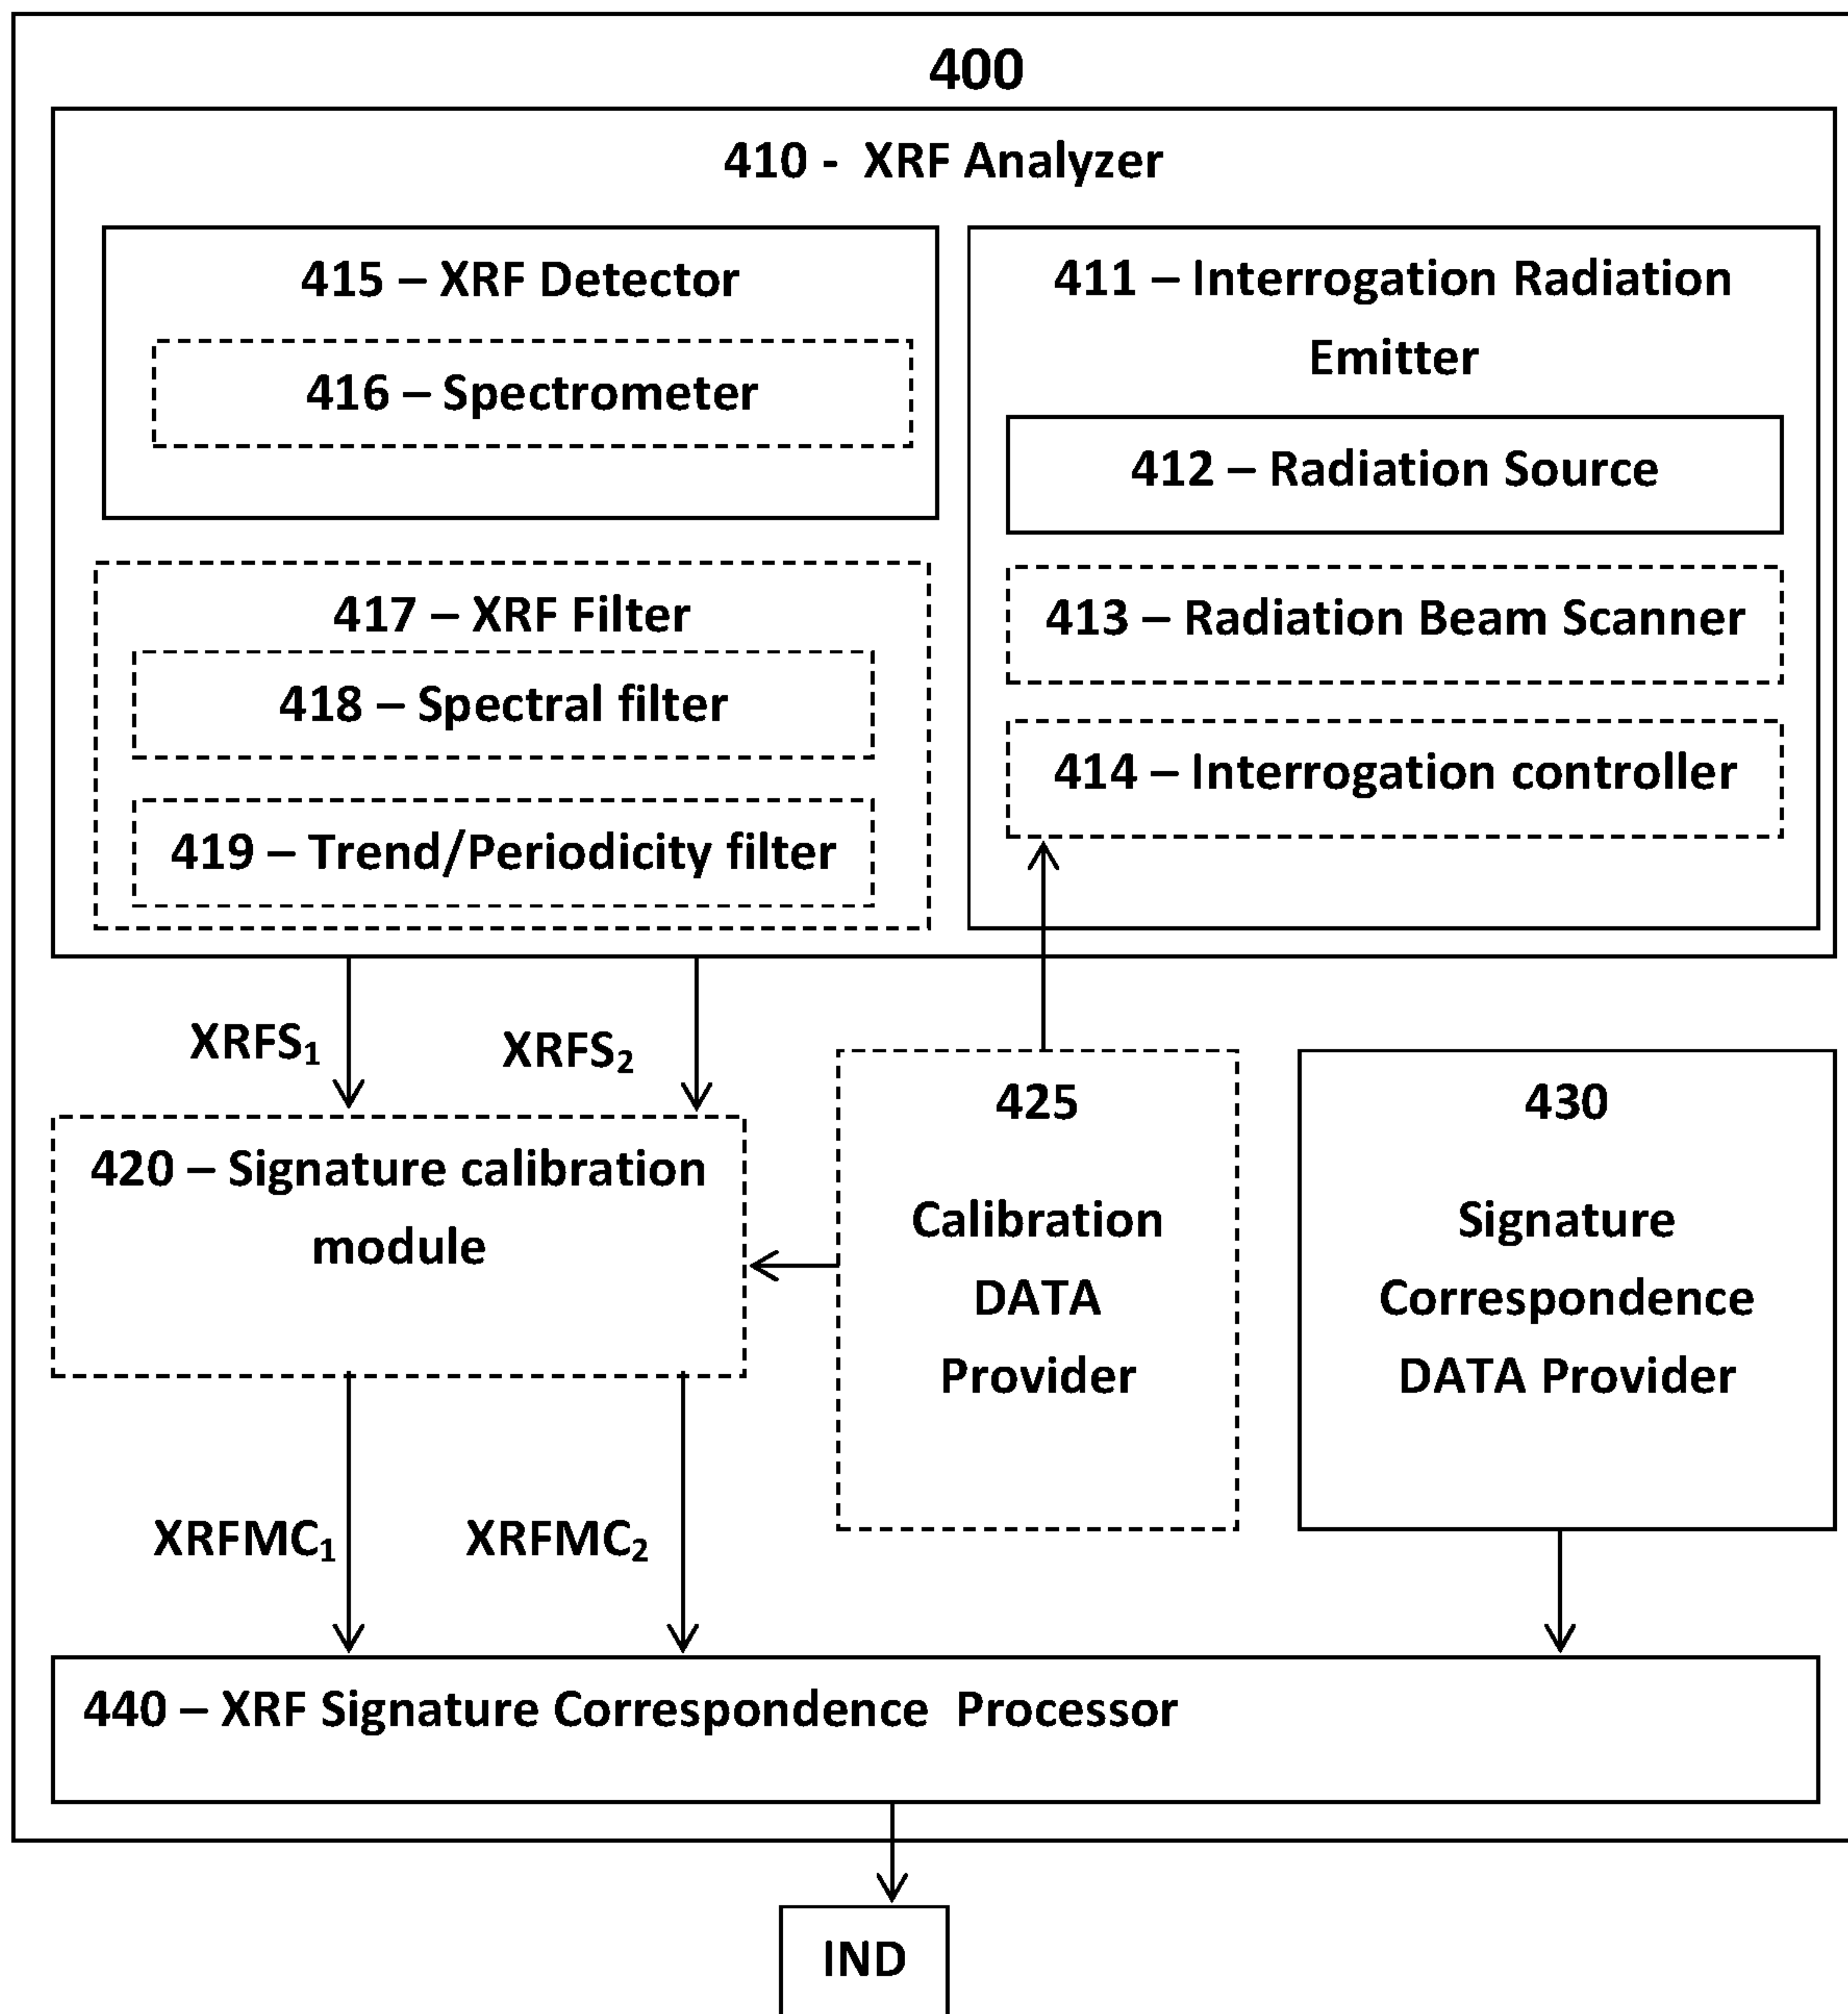 400
410 - XRF Analyzer
415 – XRF Detector
416 – Spectrometer
417 – XRF Filter
418 – Spectral filter
419 – Trend/Periodicity filter
411 – Interrogation Radiation
Emitter
412 – Radiation Source
413 – Radiation Beam Scanner
414 – Interrogation controller
XRFS₁
XRFS₂
420 – Signature calibration
module
425
Calibration
DATA
Provider
430
Signature
Correspondence
DATA Provider
XRFMC₁
XRFMC₂
440 – XRF Signature Correspondence Processor
IND